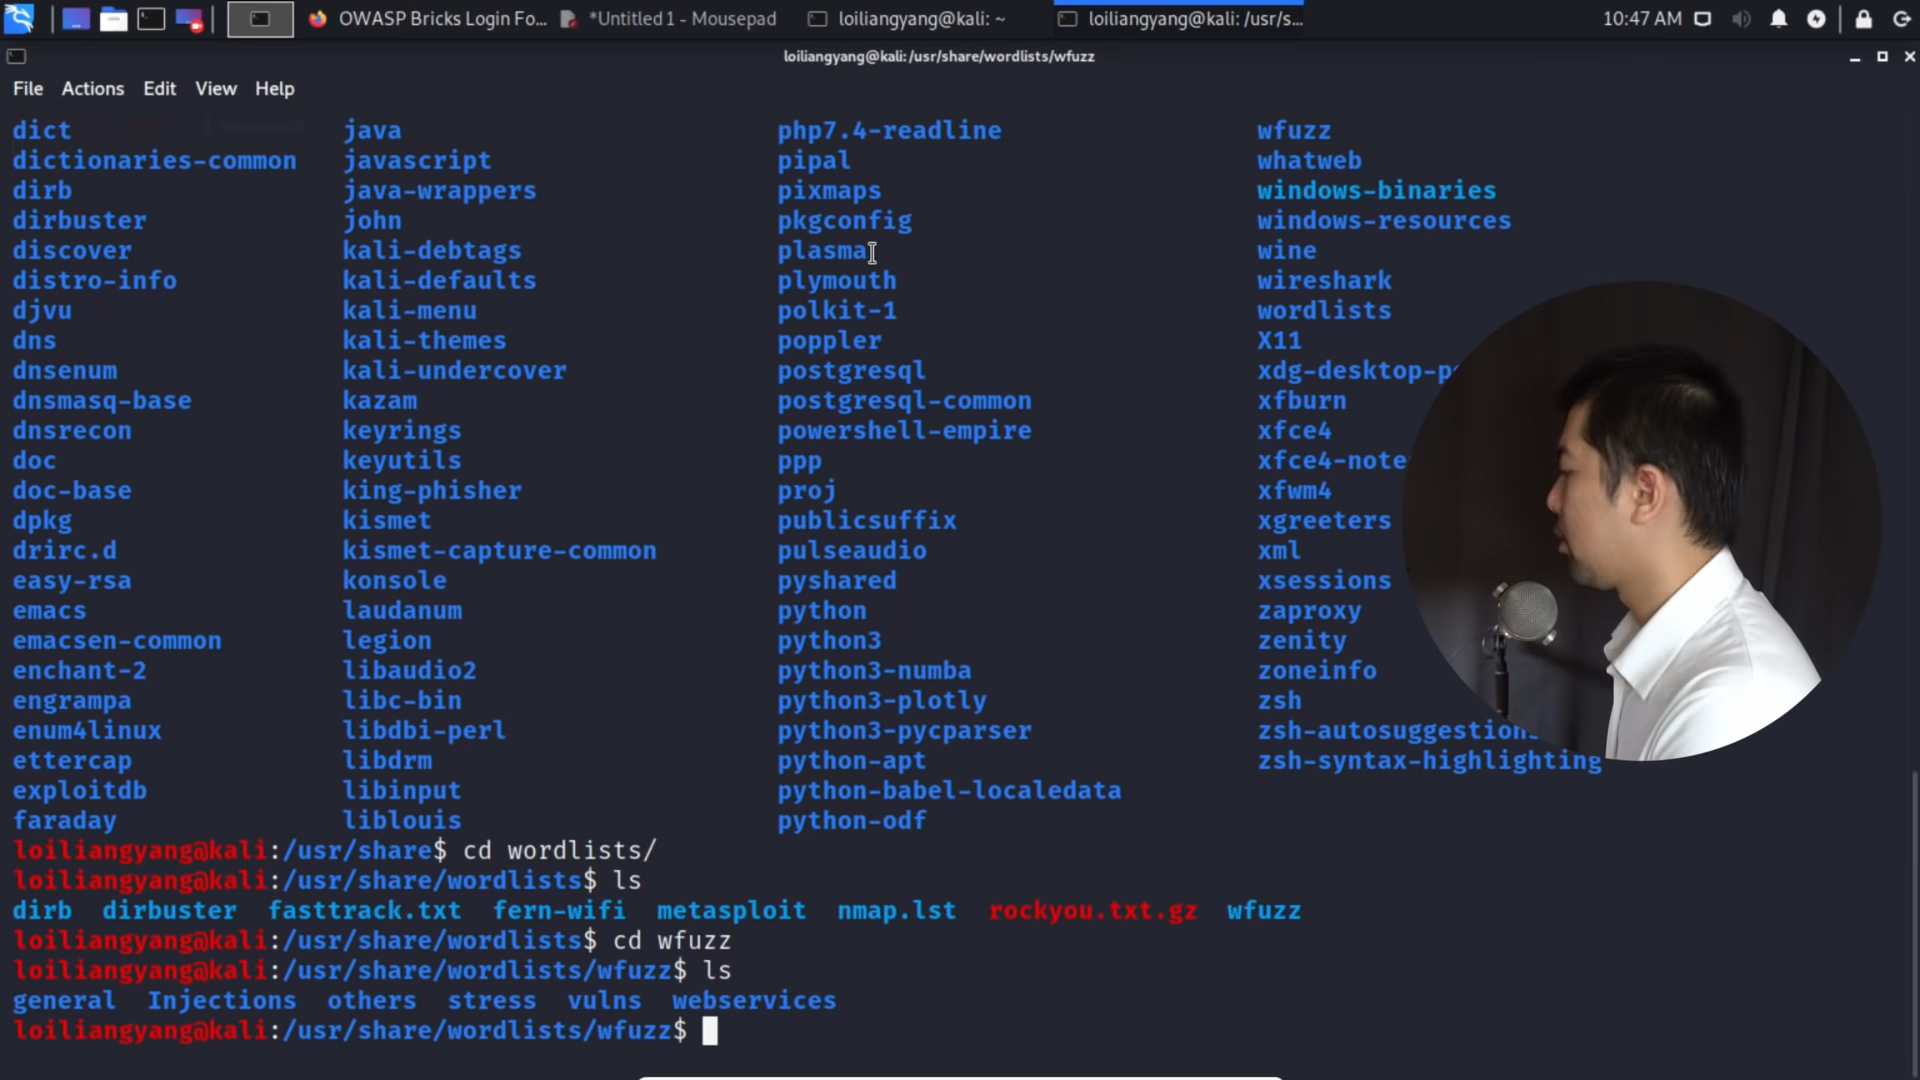 OWASP Bricks Login Fo... *Untitled 1 - Mousepad loiliangyang@kali: ~ loiliangyang@kali: /usr/s... 10:47 AM
loiliangyang@kali:/usr/share/wordlists/wfuzz
File Actions Edit View Help
dict java php7.4-readline wfuzz
dictionaries-common javascript pipal whatweb
dirb java-wrappers pixmaps windows-binaries
dirbuster john pkgconfig windows-resources
discover kali-debtags plasma wine
distro-info kali-defaults plymouth wireshark
djvu kali-menu polkit-1 wordlists
dns kali-themes poppler X11
dnsenum kali-undercover postgresql xdg-desktop-po
dnsmasq-base kazam postgresql-common xfburn
dnsrecon keyrings powershell-empire xfce4
doc keyutils ppp xfce4-note
doc-base king-phisher proj xfwm4
dpkg kismet publicsuffix xgreeters
drirc.d kismet-capture-common pulseaudio xml
easy-rsa konsole pyshared xsessions
emacs laudanum python zaproxy
emacsen-common legion python3 zenity
enchant-2 libaudio2 python3-numba zoneinfo
engrampa libc-bin python3-plotly zsh
enum4linux libdbi-perl python3-pycparser zsh-autosuggestions
ettercap libdrm python-apt zsh-syntax-highlighting
exploitdb libinput python-babel-localedata
faraday liblouis python-odf
loiliangyang@kali:/usr/share$ cd wordlists/
loiliangyang@kali:/usr/share/wordlists$ ls
dirb dirbuster fasttrack.txt fern-wifi metasploit nmap.lst rockyou.txt.gz wfuzz
loiliangyang@kali:/usr/share/wordlists$ cd wfuzz
loiliangyang@kali:/usr/share/wordlists/wfuzz$ ls
general Injections others stress vulns webservices
loiliangyang@kali:/usr/share/wordlists/wfuzz$